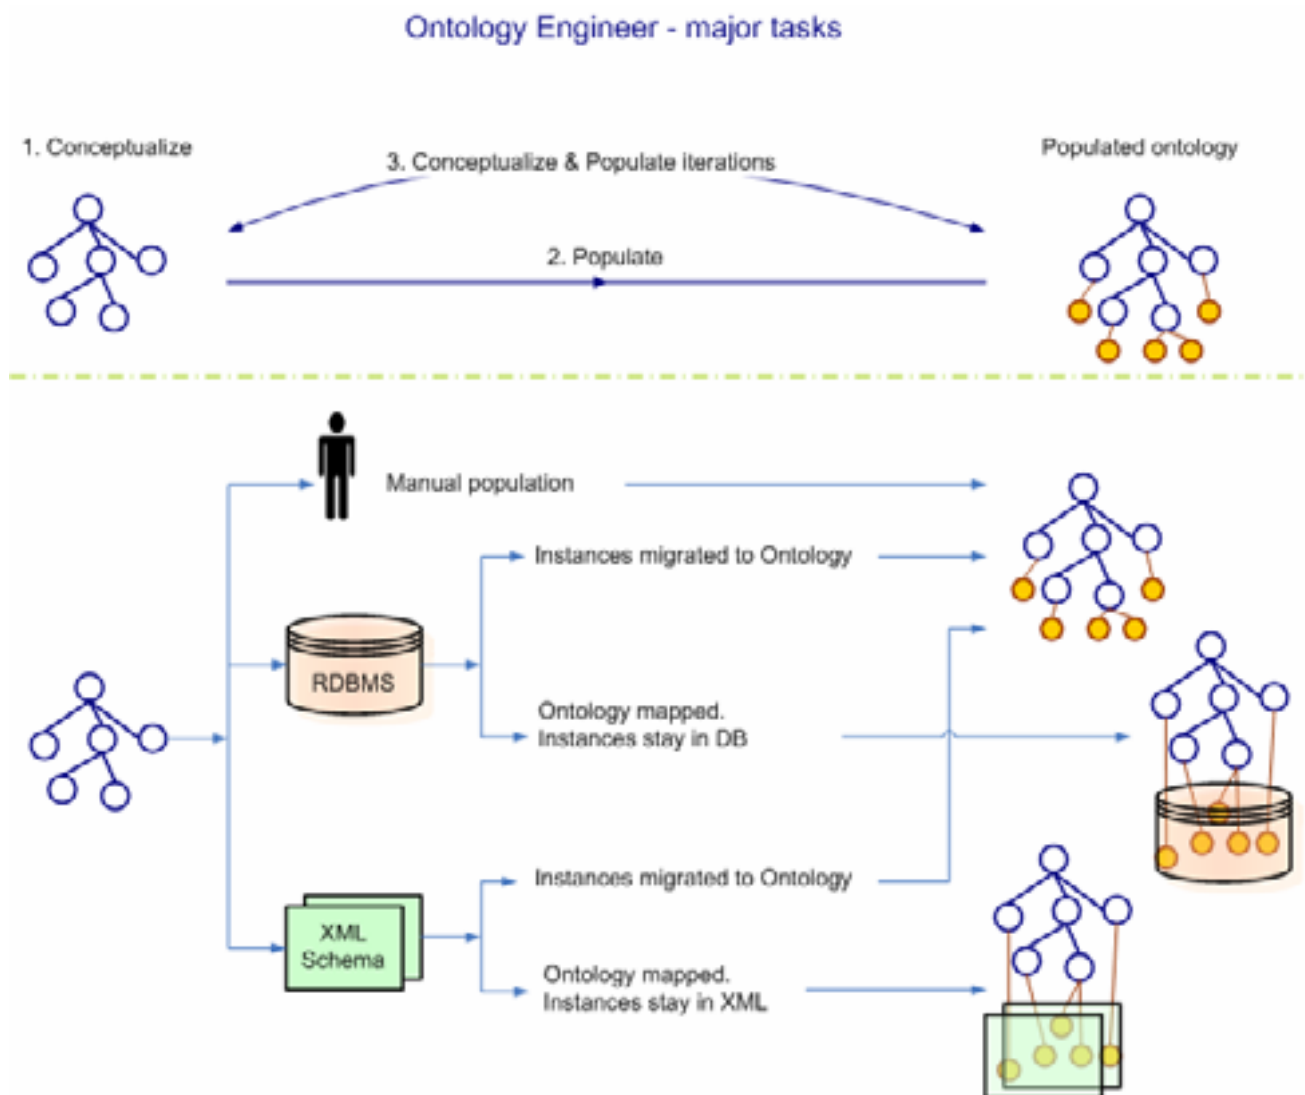 Ontology Engineer - major tasks
1. Conceptualize
3. Conceptualize & Populate iterations
Populated ontology
2. Populate
Manual population
Instances migrated to Ontology
RDBMS
Ontology mapped.
Instances stay in DB
Instances migrated to Ontology
XML
Schema
Ontology mapped.
Instances stay in XML